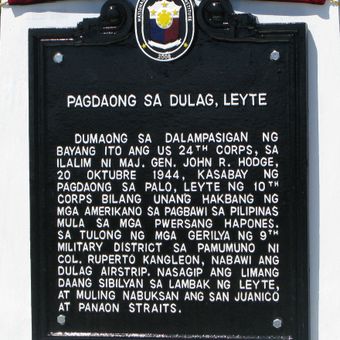 2008
PAGDAONG SA DULAG, LEYTE
DUMAONG SA DALAMPASIGAN NG
BAYANG ITO ANG US 24TH CORPS, SA
ILALIM NI MAJ. GEN. JOHN R. HODGE,
20 OKTUBRE 1944, KASABAY NG
PAGDAONG SA PALO, LEYTE NG 10TH
CORPS BILANG UNANG HAKBANG NG
MGA AMERIKANO SA PAGBAWI SA PILIPINAS
MULA SA MGA PWERSANG HAPONES.
SA TULONG NG MGA GERILYA NG 9TH
MILITARY DISTRICT SA PAMUMUNO NI
COL. RUPERTO KANGLEON, NABAWI ANG
DULAG AIRSTRIP. NASAGIP ANG LIMANG
DAANG SIBILYAN SA LAMBAK NG LEYTE,
AT MULING NABUKSAN ANG SAN JUANICO
AT PANAON STRAITS.